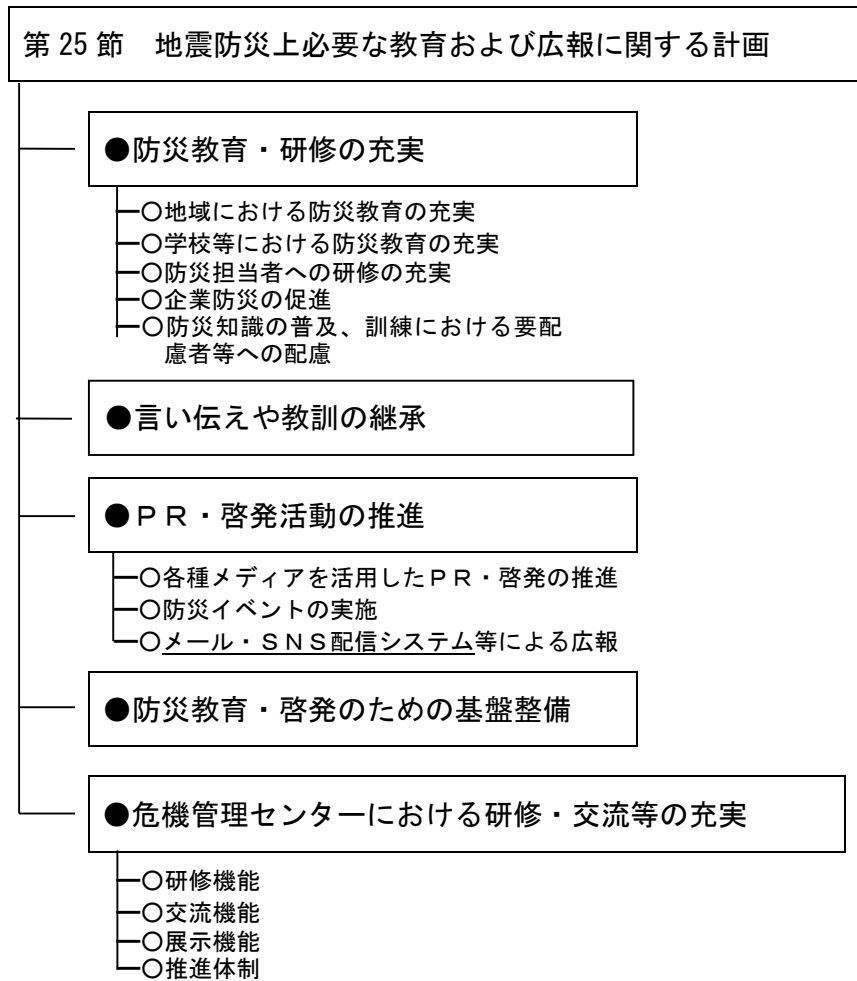 第 25 節　地震防災上必要な教育および広報に関する計画
●防災教育・研修の充実
○地域における防災教育の充実
○学校等における防災教育の充実
○防災担当者への研修の充実
○企業防災の促進
○防災知識の普及、訓練における要配
慮者等への配慮
●言い伝えや教訓の継承
●ＰＲ・啓発活動の推進
○各種メディアを活用したＰＲ・啓発の推進
○防災イベントの実施
○メール・ＳＮＳ配信システム等による広報
●防災教育・啓発のための基盤整備
●危機管理センターにおける研修・交流等の充実
○研修機能
○交流機能
○展示機能
○推進体制